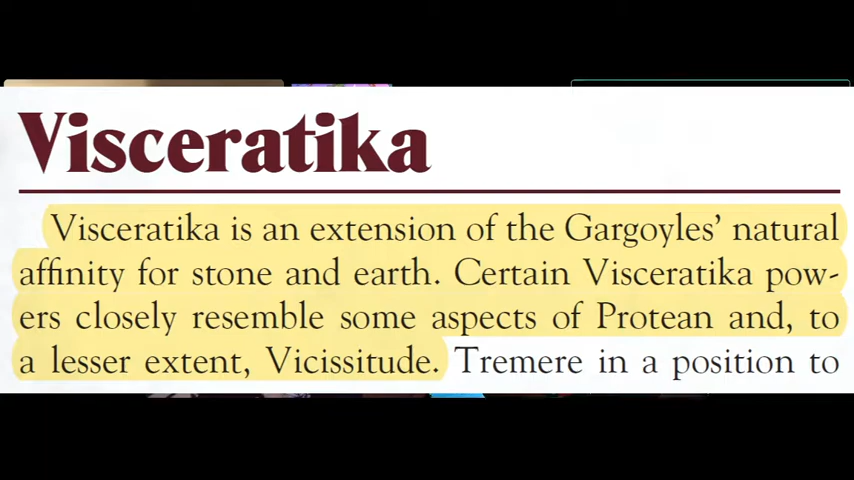 Visceratika
Visceratika is an extension of the Gargoyles’ natural
affinity for stone and earth. Certain Visceratika pow-
ers closely resemble some aspects of Protean and, to
a lesser extent, Vicissitude. Tremere in a position to